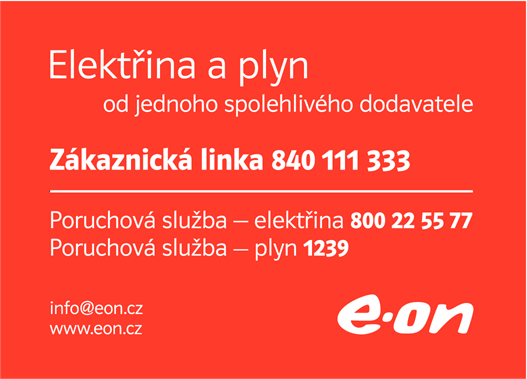 Elektřina a plyn
od jednoho spolehlivého dodavatele
Zákaznická linka 840 111 333
Poruchová služba – elektřina 800 22 55 77
Poruchová služba – plyn 1239
info@eon.cz
www.eon.cz
e·on